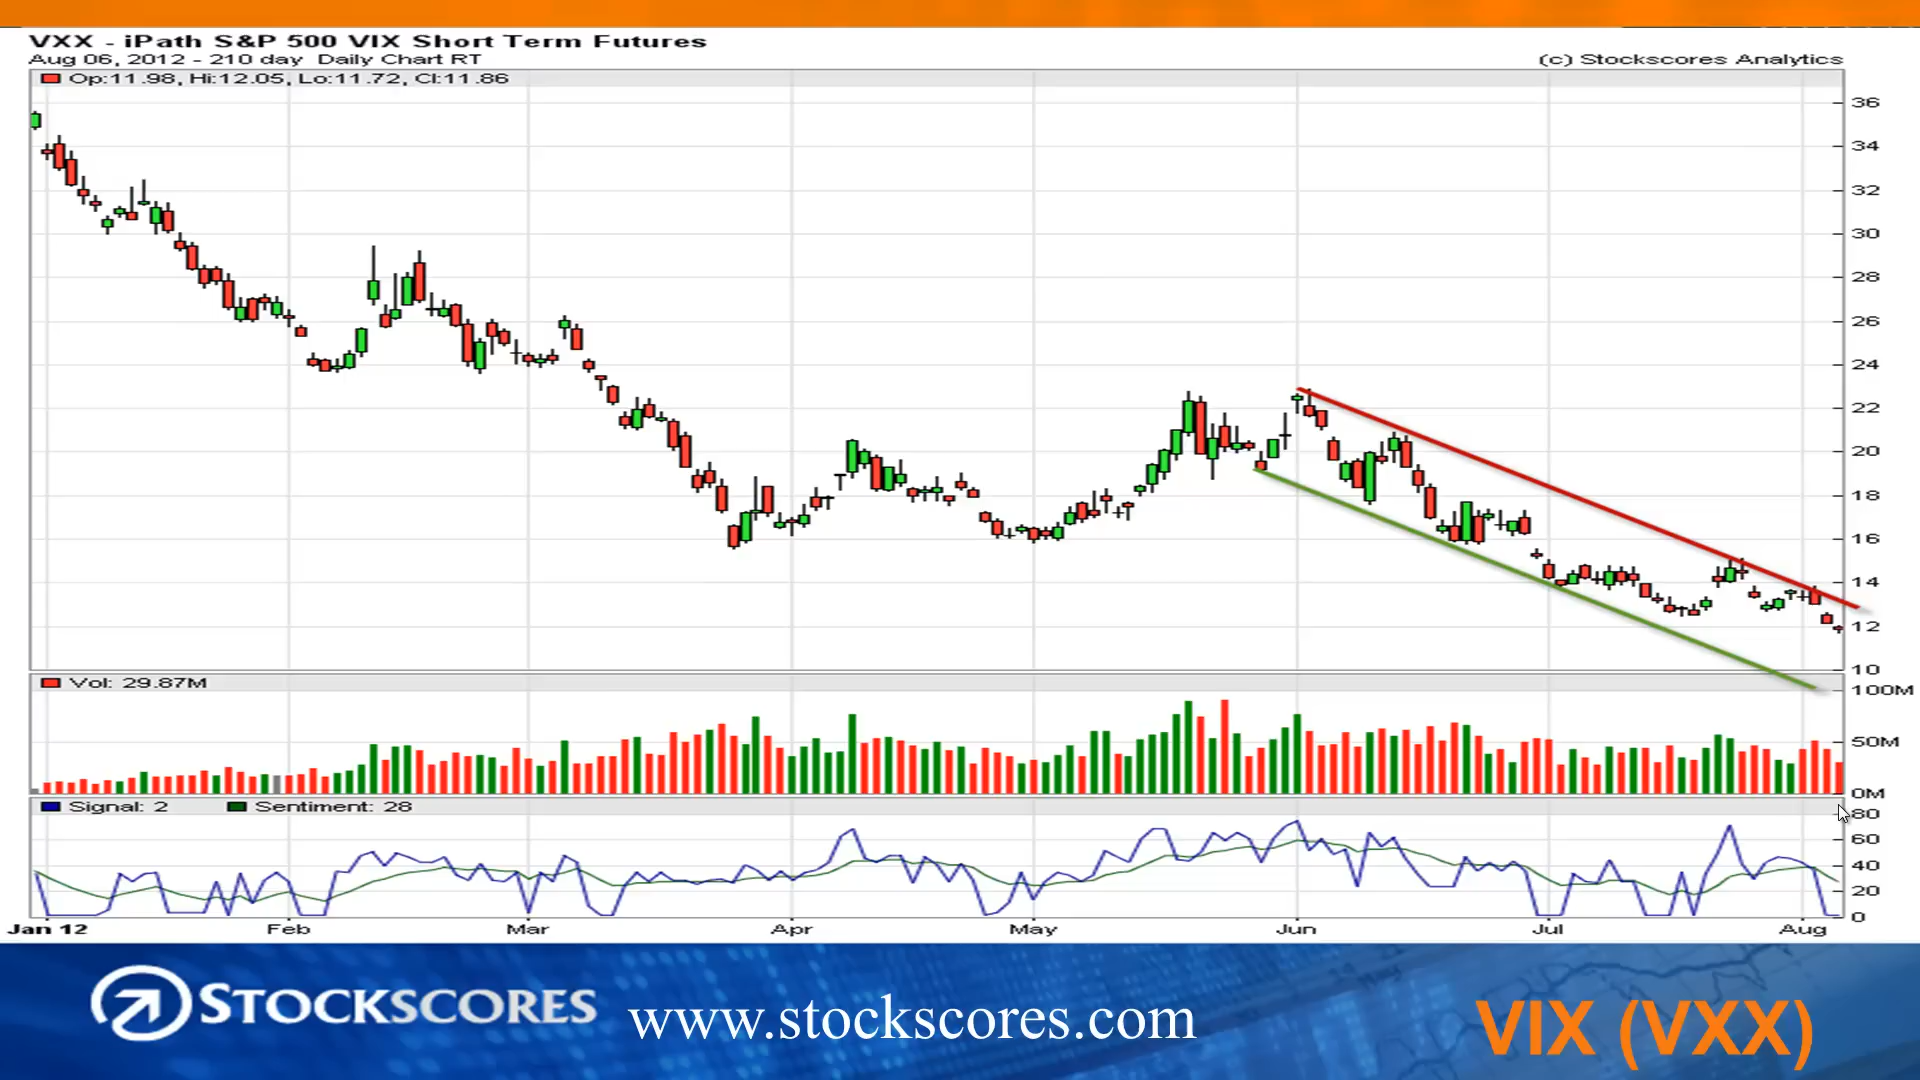 VXX - iPath S&P 500 VIX Short Term Futures
Aug 06, 2012 - 210 day Daily Chart RT
(c) Stockscores Analytics
Op:11.98, Hi:12.05, Lo:11.72, Cl:11.86
36
34
32
30
28
26
24
22
20
18
16
14
12
10
Vol: 29.87M
100M
50M
0M
Signal: 2 Sentiment: 28
80
60
40
20
0
Jan 12 Feb Mar Apr May Jun Jul Aug
STOCKSCORES www.stockscores.com VIX (VXX)